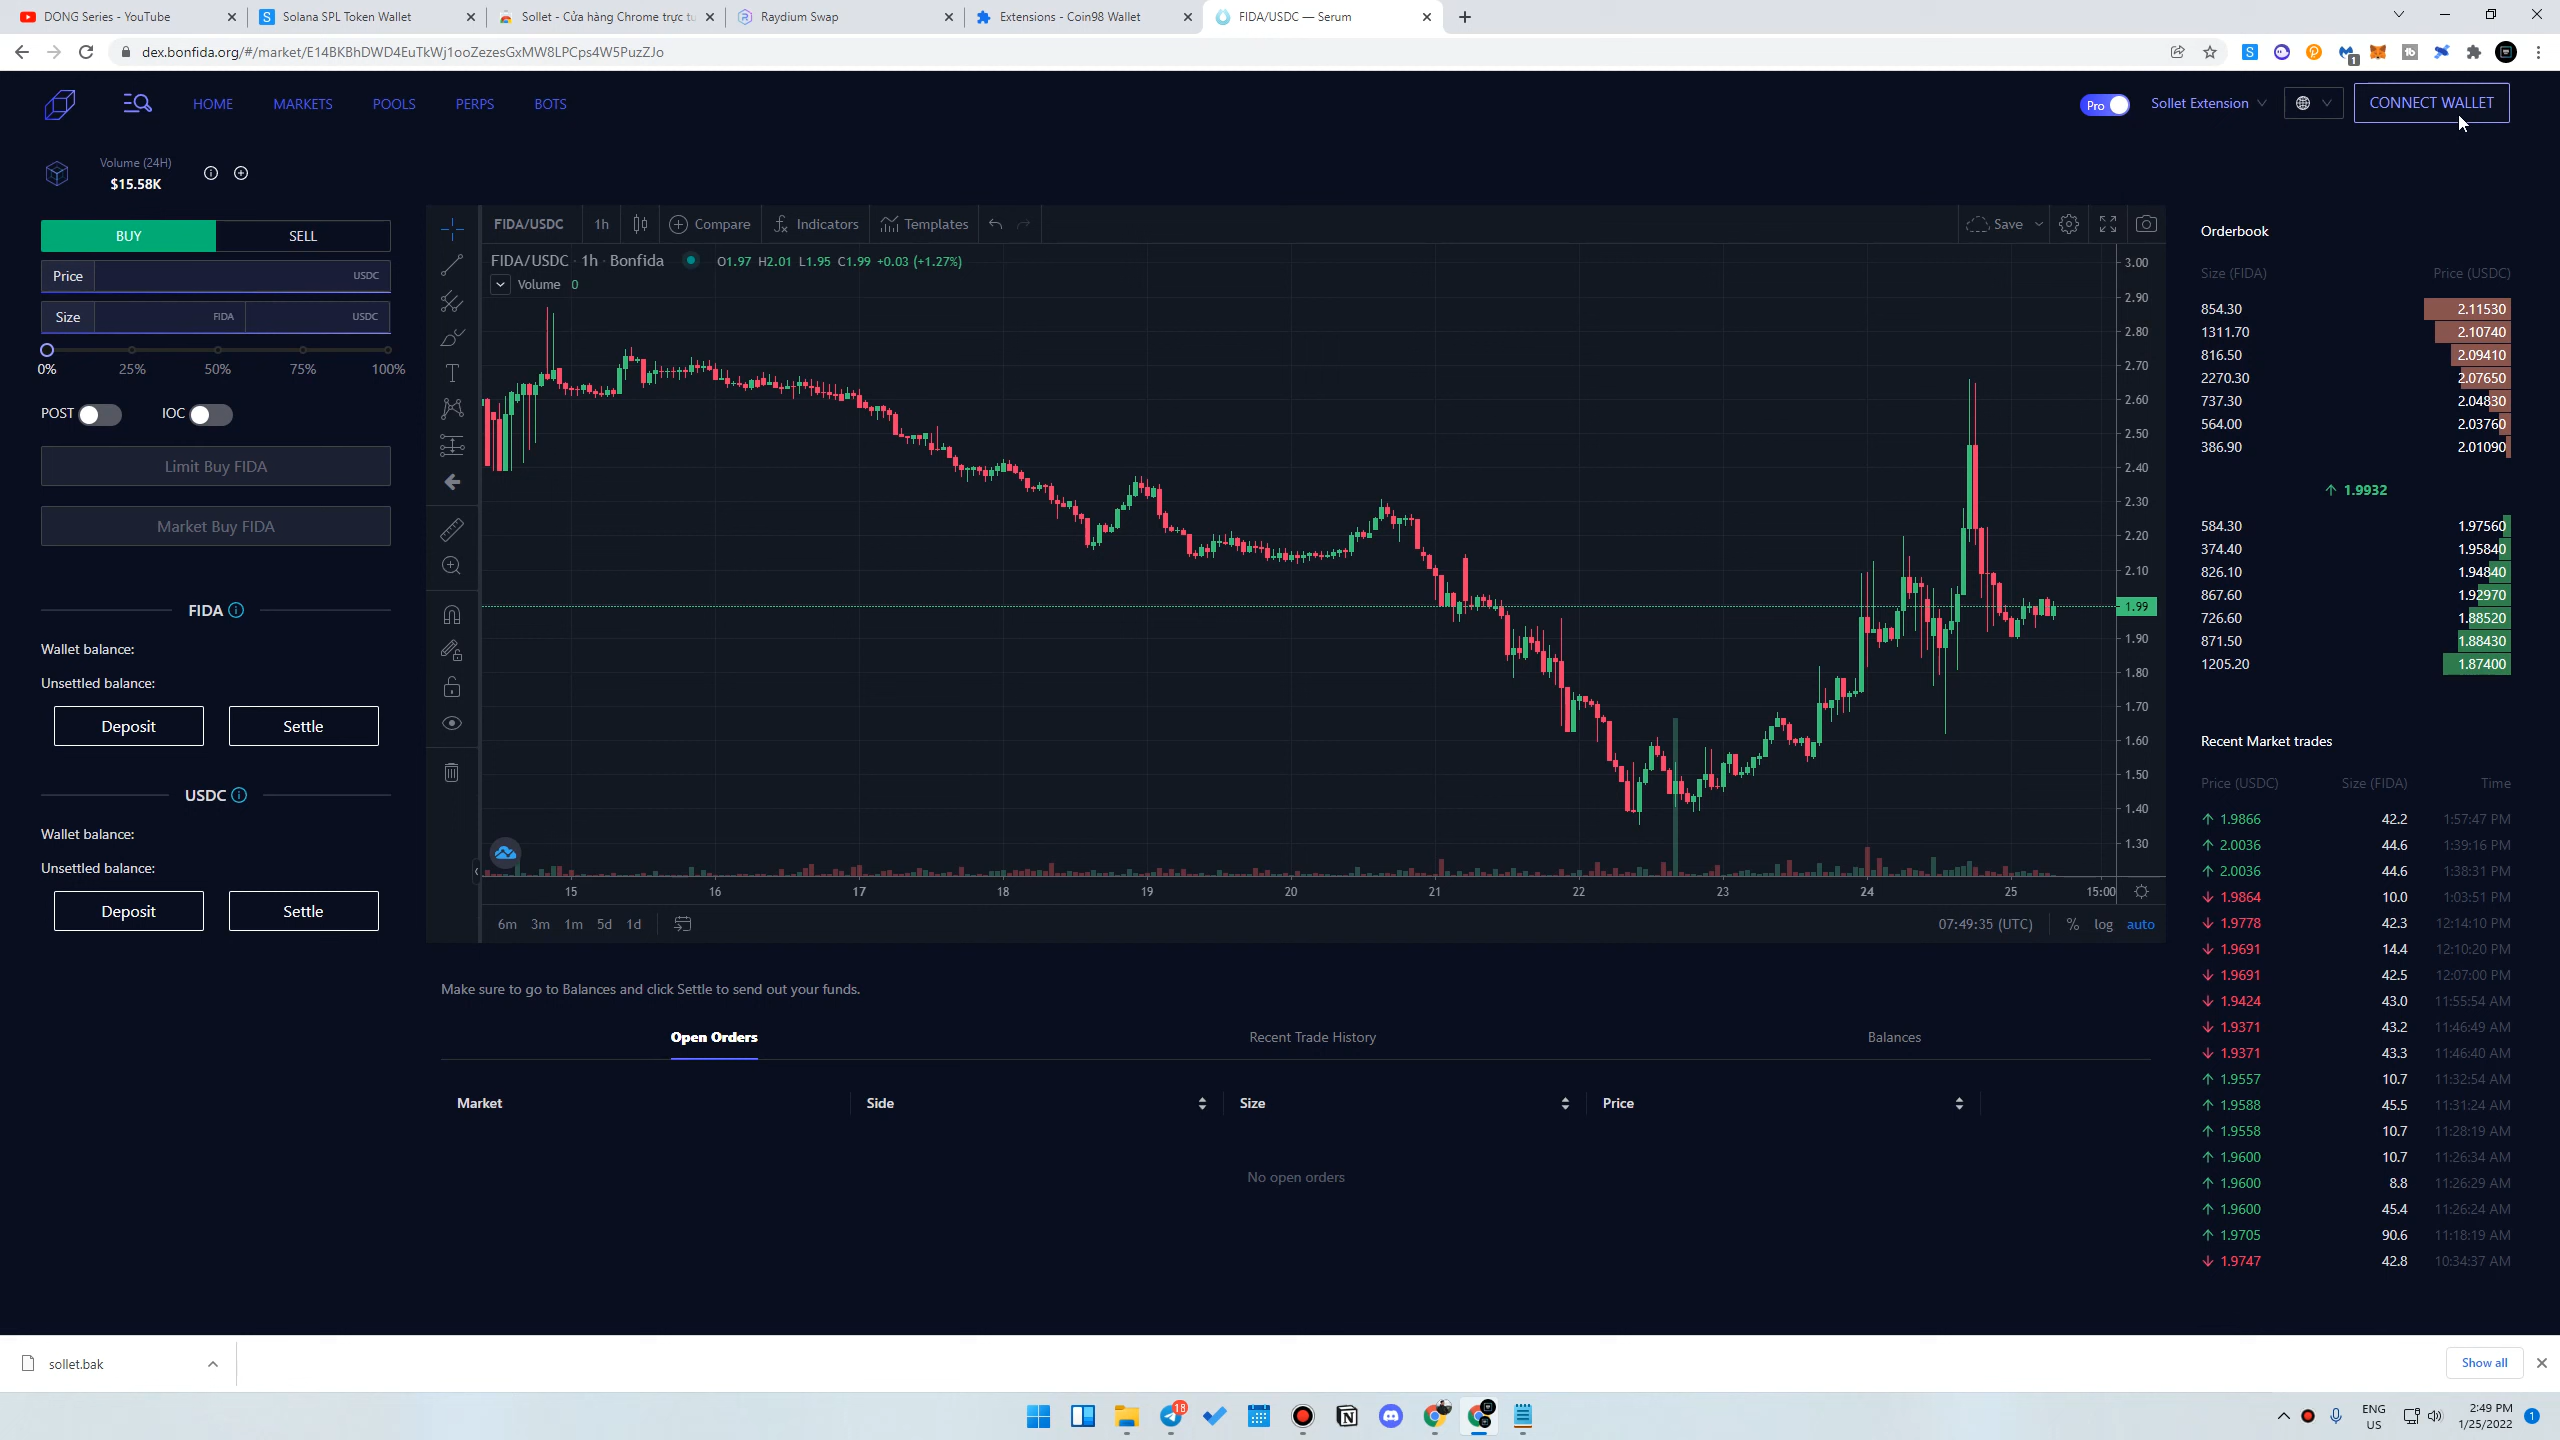 DONG Series - YouTube
Solana SPL Token Wallet
Sollet - Cửa hàng Chrome trực tu
Raydium Swap
Extensions - Coin98 Wallet
FIDA/USDC — Serum
dex.bonfida.org/#/market/E14BKBhDWD4EuTkWj1ooZezesGxMW8LPCps4W5PuzZJo
HOME MARKETS POOLS PERPS BOTS
Pro Sollet Extension CONNECT WALLET
Volume (24H)
$15.58K
BUY SELL
Price USDC
Size FIDA USDC
0% 25% 50% 75% 100%
POST IOC
Limit Buy FIDA
Market Buy FIDA
FIDA
Wallet balance:
Unsettled balance:
Deposit Settle
USDC
Wallet balance:
Unsettled balance:
Deposit Settle
FIDA/USDC 1h Compare Indicators Templates Save
FIDA/USDC · 1h · Bonfida O1.97 H2.01 L1.95 C1.99 +0.03 (+1.27%)
Volume 0
3.00
2.90
2.80
2.70
2.60
2.50
2.40
2.30
2.20
2.10
1.99
1.90
1.80
1.70
1.60
1.50
1.40
1.30
15 16 17 18 19 20 21 22 23 24 25 15:00
6m 3m 1m 5d 1d 07:49:35 (UTC) % log auto
Make sure to go to Balances and click Settle to send out your funds.
Open Orders Recent Trade History Balances
Market Side Size Price
No open orders
Orderbook
Size (FIDA) Price (USDC)
854.30 2.11530
1311.70 2.10740
816.50 2.09410
2270.30 2.07650
737.30 2.04830
564.00 2.03760
386.90 2.01090
↑ 1.9932
584.30 1.97560
374.40 1.95840
826.10 1.94840
867.60 1.92970
726.60 1.88520
871.50 1.88430
1205.20 1.87400
Recent Market trades
Price (USDC) Size (FIDA) Time
↑ 1.9866 42.2 1:57:47 PM
↑ 2.0036 44.6 1:39:16 PM
↑ 2.0036 44.6 1:38:31 PM
↓ 1.9864 10.0 1:03:51 PM
↓ 1.9778 42.3 12:14:10 PM
↓ 1.9691 14.4 12:10:20 PM
↓ 1.9691 42.5 12:07:00 PM
↓ 1.9424 43.0 11:55:54 AM
↓ 1.9371 43.2 11:46:49 AM
↓ 1.9371 43.3 11:46:40 AM
↑ 1.9557 10.7 11:32:54 AM
↑ 1.9588 45.5 11:31:24 AM
↑ 1.9558 10.7 11:28:19 AM
↑ 1.9600 10.7 11:26:34 AM
↑ 1.9600 8.8 11:26:29 AM
↑ 1.9600 45.4 11:26:24 AM
↑ 1.9705 90.6 11:18:19 AM
↓ 1.9747 42.8 10:34:37 AM
sollet.bak Show all
18
ENG
US
2:49 PM
1/25/2022
1